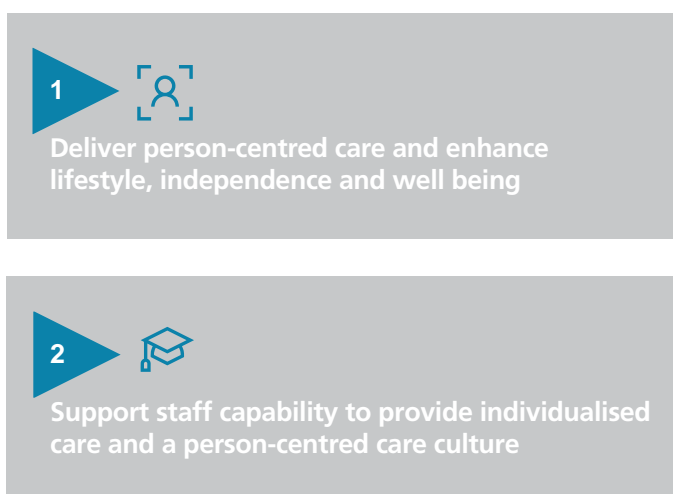 1
Deliver person-centred care and enhance
lifestyle, independence and well being
2
Support staff capability to provide individualised
care and a person-centred care culture